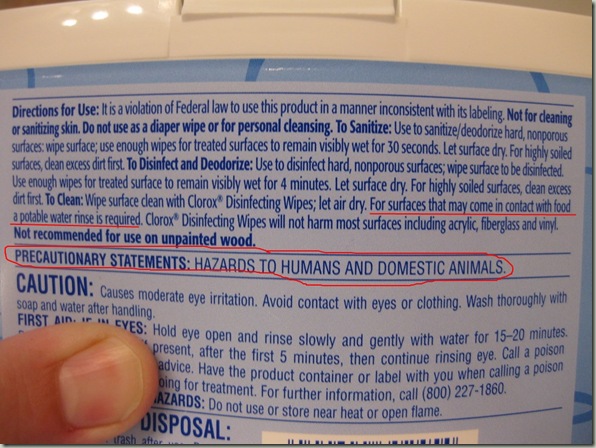 Directions for Use: It is a violation of Federal law to use this product in a manner inconsistent with its labeling. Not for cleaning
or sanitizing skin. Do not use as a diaper wipe or for personal cleansing. To Sanitize: Use to sanitize/deodorize hard, nonporous
surfaces: wipe surface; use enough wipes for treated surfaces to remain visibly wet for 30 seconds. Let surface dry. For highly soiled
surfaces, clean excess dirt first. To Disinfect and Deodorize: Use to disinfect hard, nonporous surfaces; wipe surface to be disinfected.
Use enough wipes for treated surface to remain visibly wet for 4 minutes. Let surface dry. For highly soiled surfaces, clean excess
dirt first. To Clean: Wipe surface clean with Clorox® Disinfecting Wipes; let air dry. For surfaces that may come in contact with food
a potable water rinse is required. Clorox® Disinfecting Wipes will not harm most surfaces including acrylic, fiberglass and vinyl.
Not recommended for use on unpainted wood.
PRECAUTIONARY STATEMENTS: HAZARDS TO HUMANS AND DOMESTIC ANIMALS.
CAUTION: Causes moderate eye irritation. Avoid contact with eyes or clothing. Wash thoroughly with
soap and water after handling.
FIRST AID: IF IN EYES: Hold eye open and rinse slowly and gently with water for 15–20 minutes.
present, after the first 5 minutes, then continue rinsing eye. Call a poison
advice. Have the product container or label with you when calling a poison
going for treatment. For further information, call (800) 227-1860.
HAZARDS: Do not use or store near heat or open flame.
DISPOSAL:
trash after use.